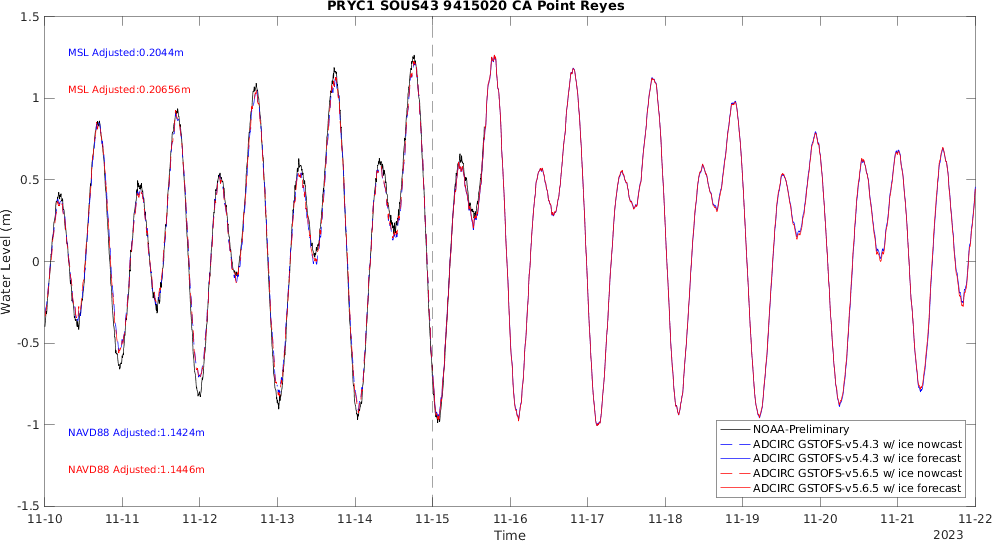 PRYC1 SOUS43 9415020 CA Point Reyes
1.5
MSL Adjusted:0.2044m
MSL Adjusted:0.20656m
1
0.5
Water Level (m)
0
-0.5
-1
NAVD88 Adjusted:1.1424m
NAVD88 Adjusted:1.1446m
NOAA-Preliminary
ADCIRC GSTOFS-v5.4.3 w/ ice nowcast
ADCIRC GSTOFS-v5.4.3 w/ ice forecast
ADCIRC GSTOFS-v5.6.5 w/ ice nowcast
ADCIRC GSTOFS-v5.6.5 w/ ice forecast
-1.5
11-10 11-11 11-12 11-13 11-14 11-15 11-16 11-17 11-18 11-19 11-20 11-21 11-22
Time
2023